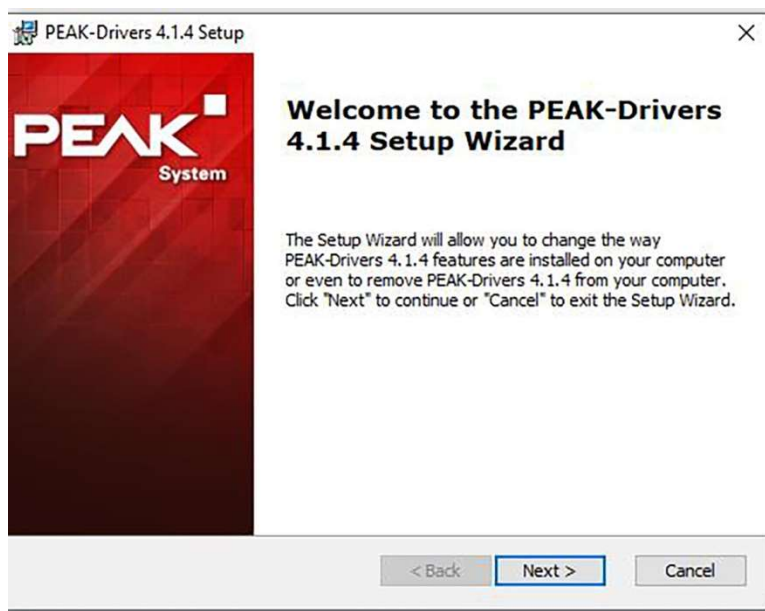 PEAK-Drivers 4.1.4 Setup
PEAK
System
Welcome to the PEAK-Drivers
4.1.4 Setup Wizard
The Setup Wizard will allow you to change the way
PEAK-Drivers 4.1.4 features are installed on your computer
or even to remove PEAK-Drivers 4.1.4 from your computer.
Click "Next" to continue or "Cancel" to exit the Setup Wizard.
< Back
Next >
Cancel